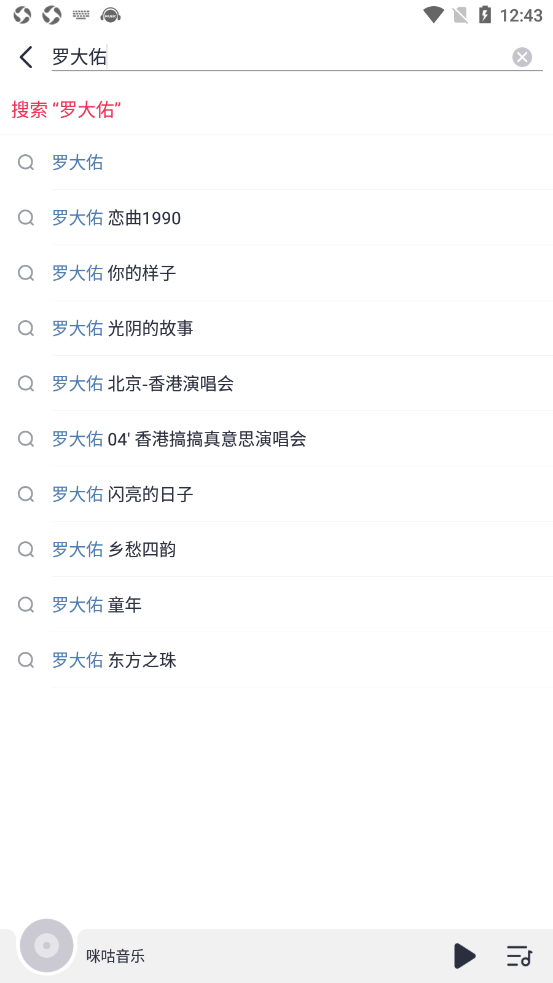 12:43
罗大佑
搜索 “罗大佑”
罗大佑
罗大佑 恋曲1990
罗大佑 你的样子
罗大佑 光阴的故事
罗大佑 北京-香港演唱会
罗大佑 04' 香港搞搞真意思演唱会
罗大佑 闪亮的日子
罗大佑 乡愁四韵
罗大佑 童年
罗大佑 东方之珠
咪咕音乐